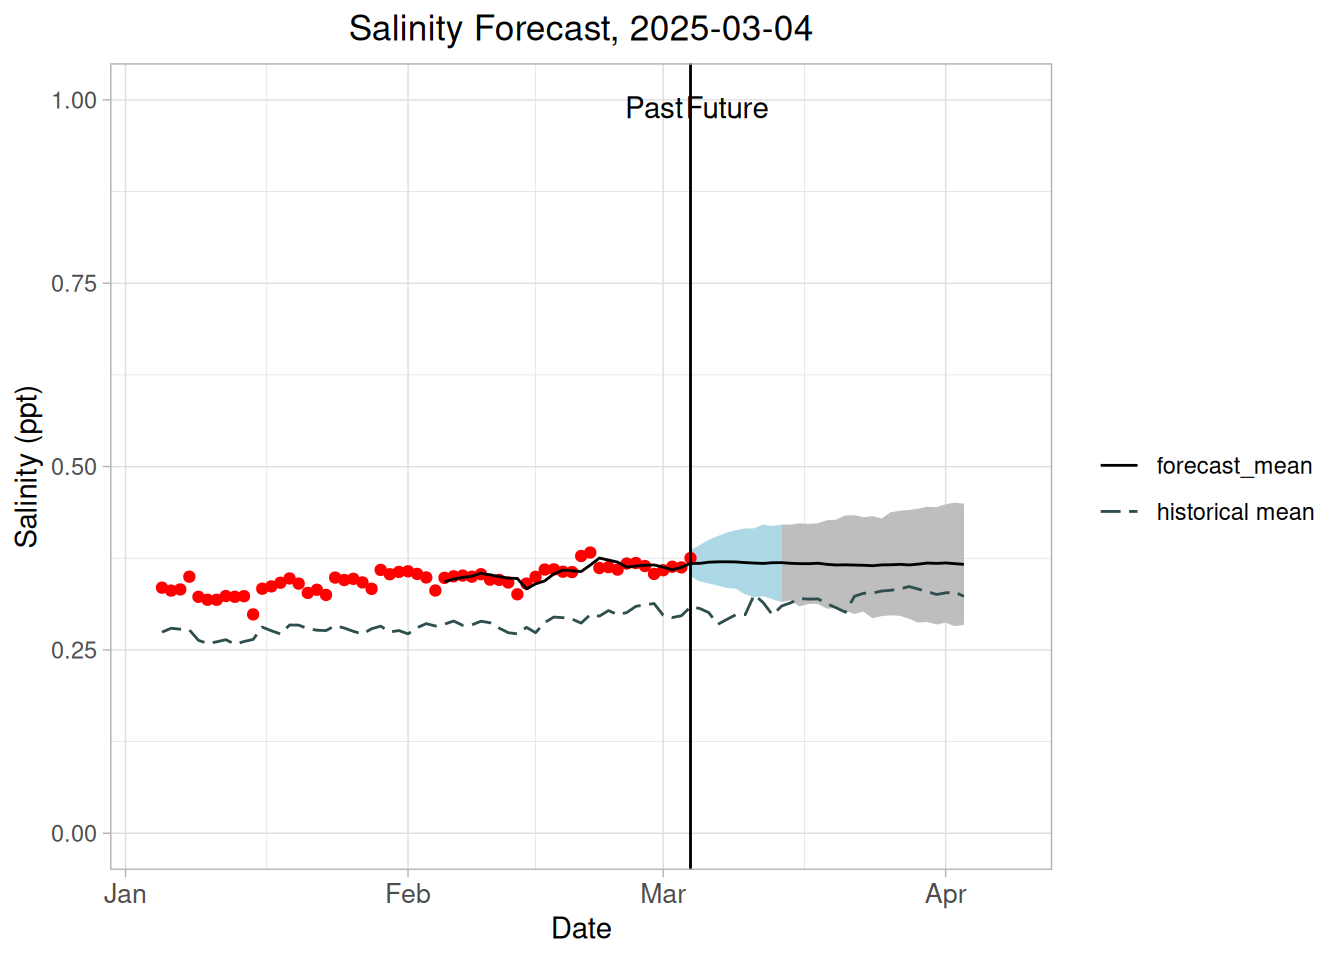 Salinity Forecast, 2025-03-04
Past Future
1.00
0.75
0.50
0.25
0.00
Salinity (ppt)
Jan Feb Mar Apr
Date
forecast_mean
historical mean